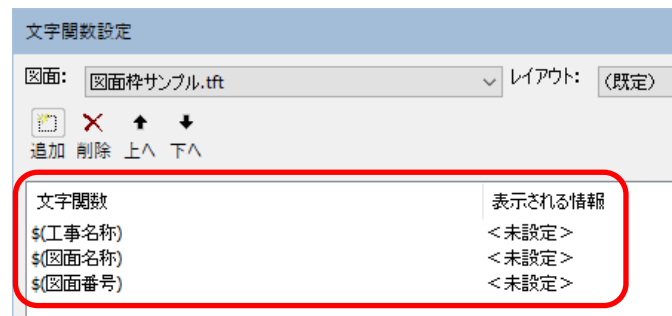 文字関数設定
図面: 図面枠サンプル.tft レイアウト: (既定)
追加 削除 上へ 下へ
文字関数 表示される情報
$(工事名称) <未設定>
$(図面名称) <未設定>
$(図面番号) <未設定>